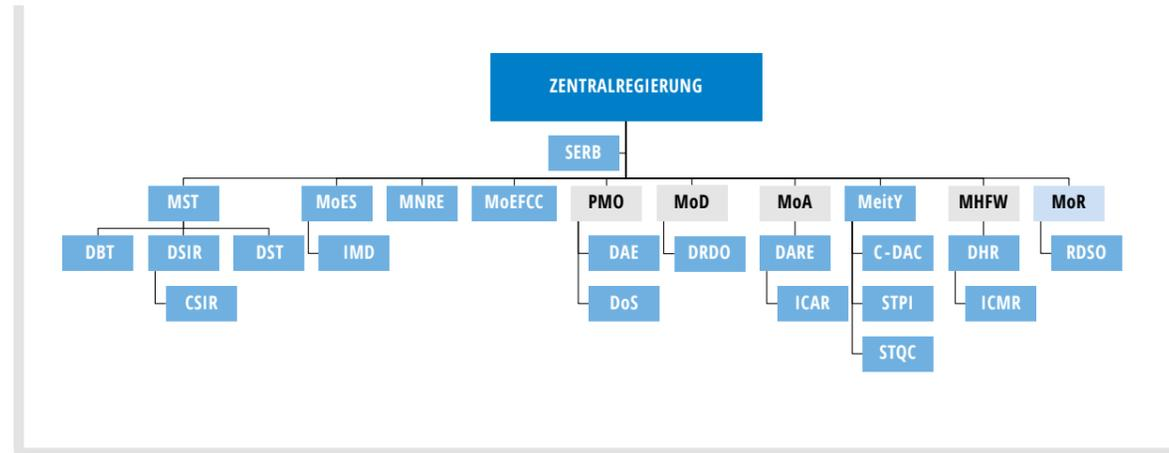 ZENTRALREGIERUNG
SERB
MST
MoES
MNRE
MoEFCC
PMO
MoD
MoA
MeitY
MHFW
MoR
DBT
DSIR
DST
IMD
DAE
DRDO
DARE
C-DAC
DHR
RDSO
CSIR
DoS
ICAR
STPI
ICMR
STQC